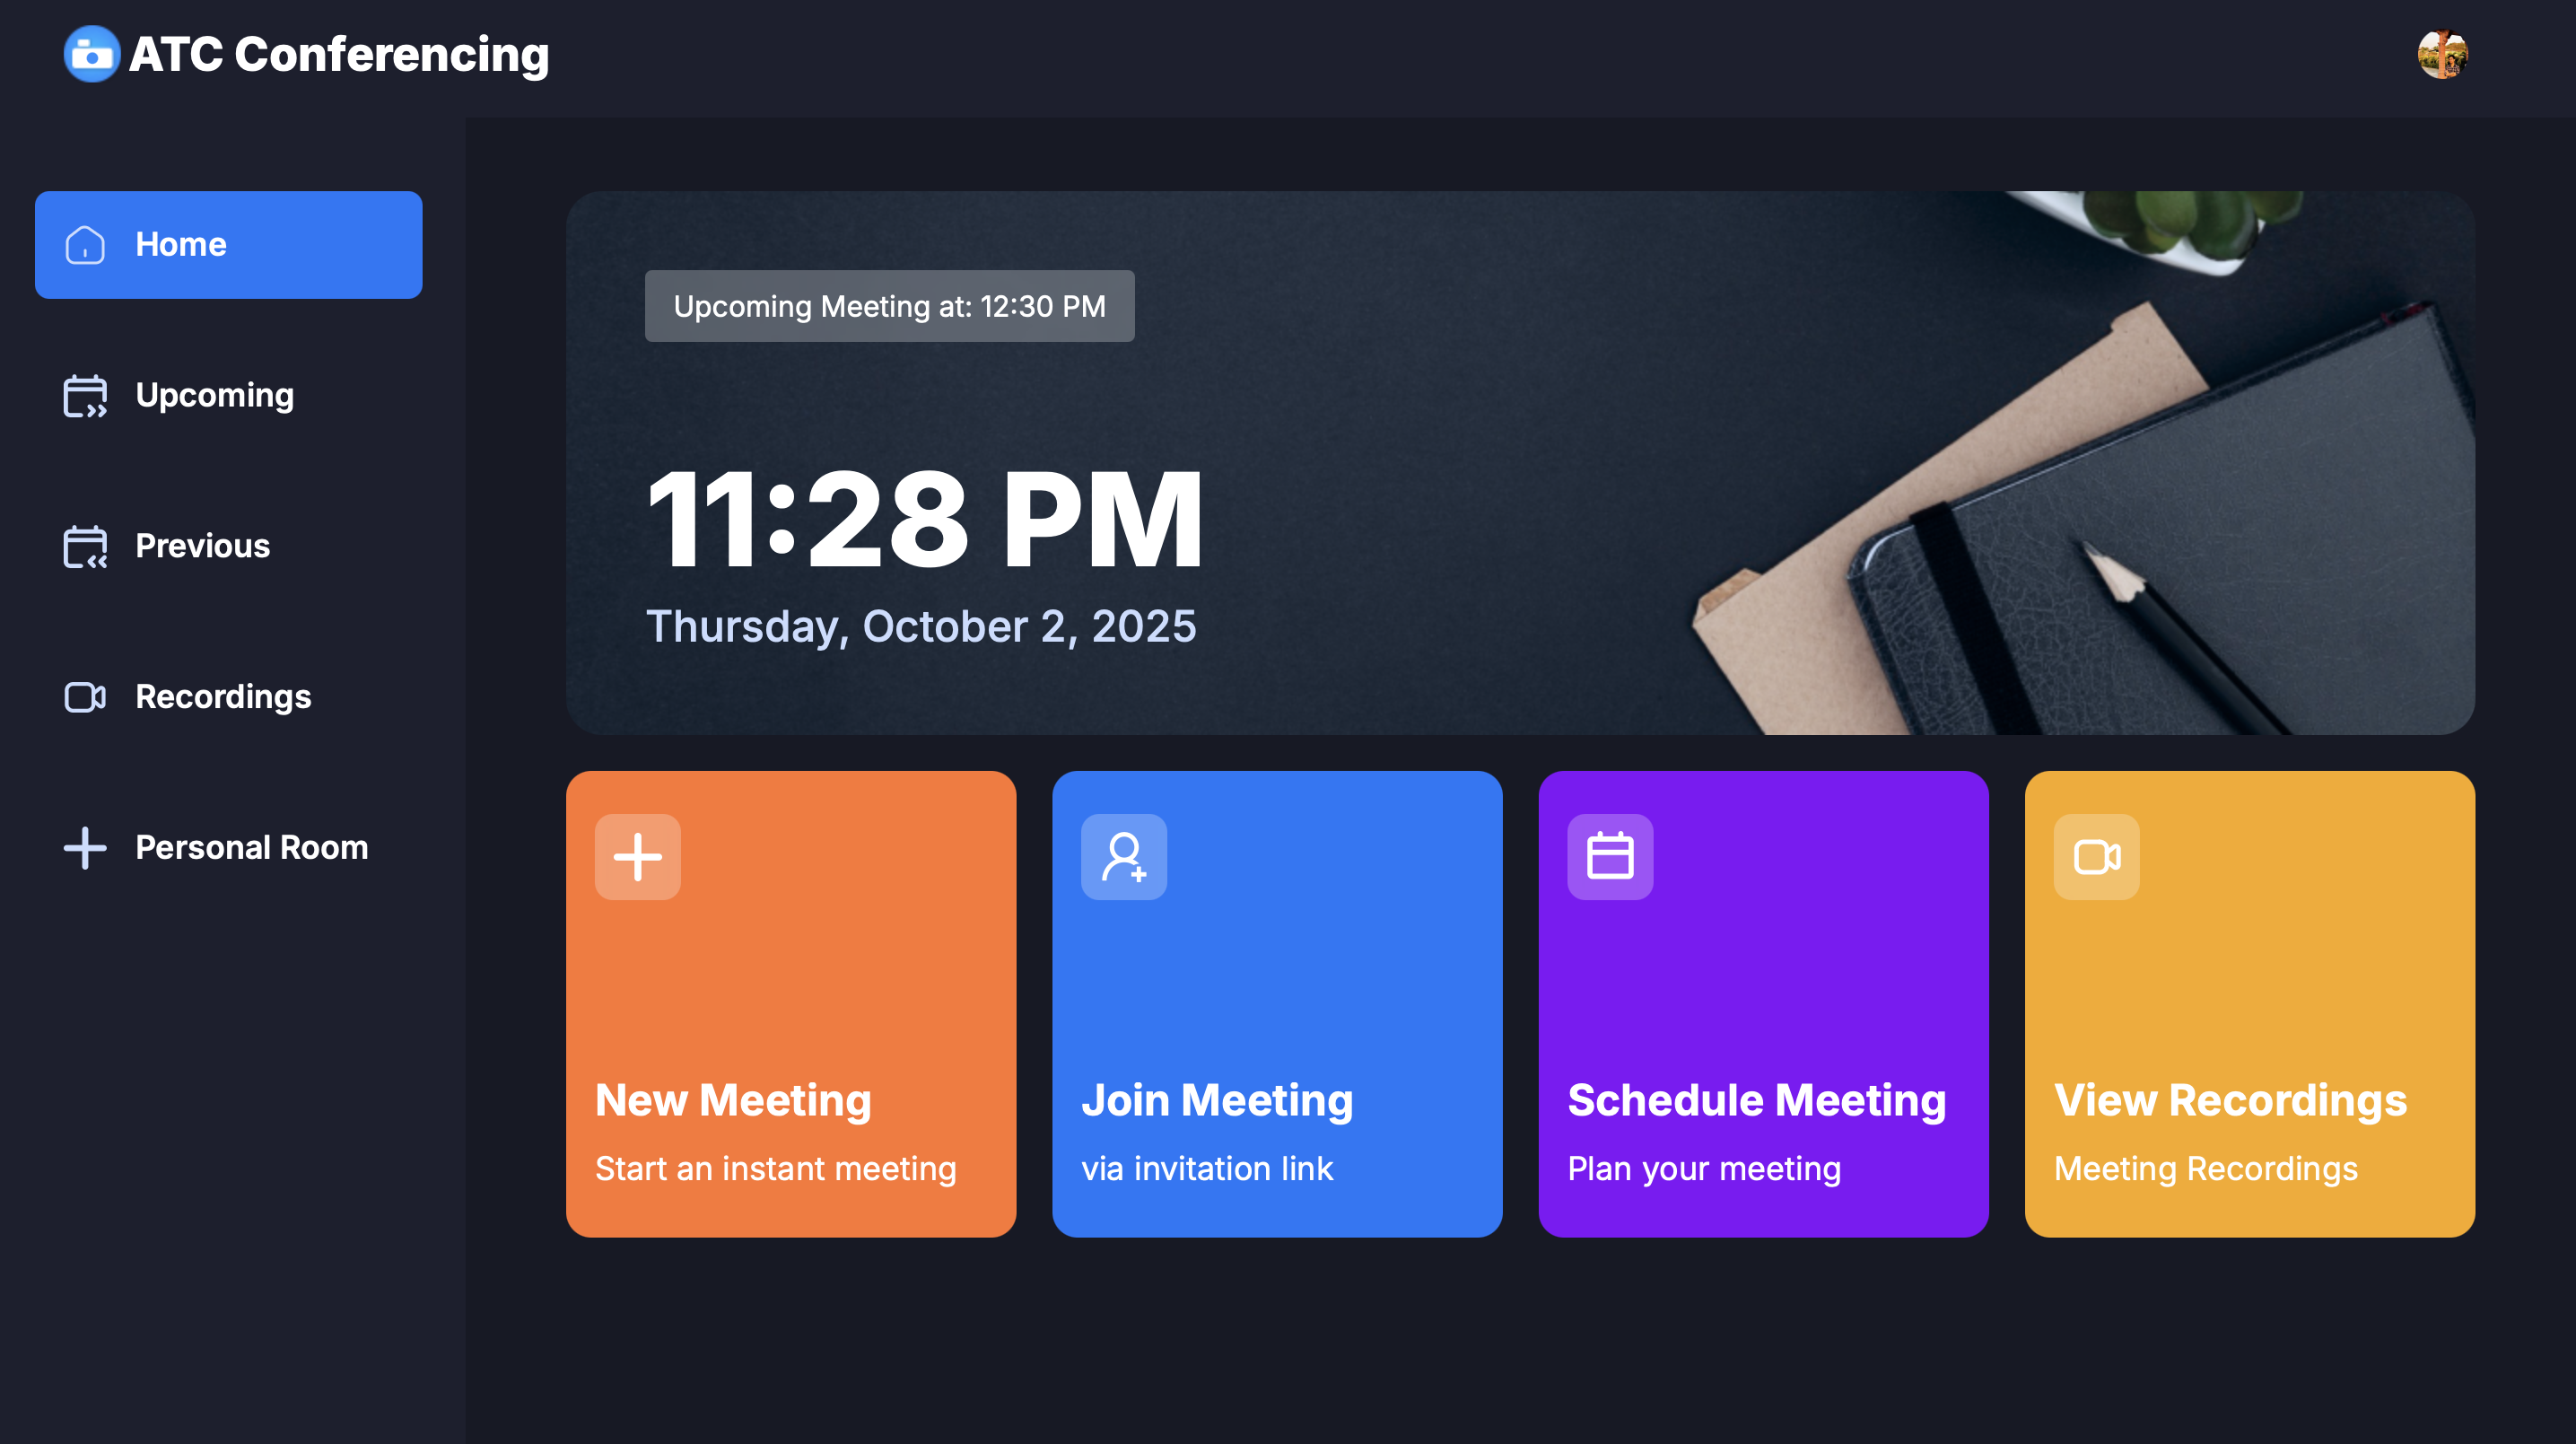 ATC Conferencing
Home
Upcoming
Previous
Recordings
Personal Room
Upcoming Meeting at: 12:30 PM
11:28 PM
Thursday, October 2, 2025
New Meeting
Start an instant meeting
Join Meeting
via invitation link
Schedule Meeting
Plan your meeting
View Recordings
Meeting Recordings